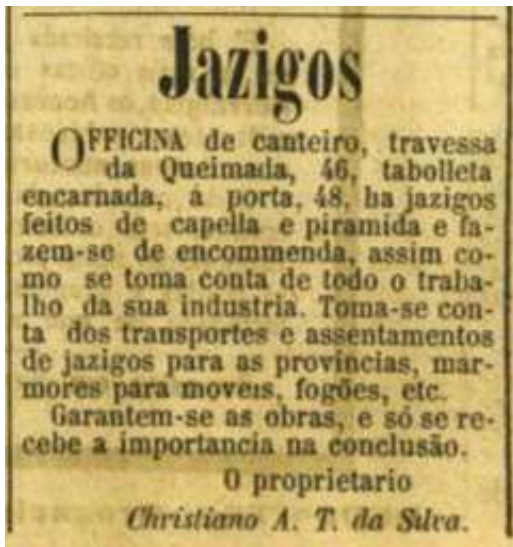 Jazigos
OFFICINA de canteiro, travessa
da Queimada, 46, tabolleta
encarnada, á porta, 48, ha jazigos
feitos de capella e piramida e fa-
zem-se de encommenda, assim co-
mo se toma conta de todo o traba-
lho da sua industria. Toma-se con-
ta dos transportes e assentamentos
de jazigos para as provincias, mar-
mores para moveis, fogões, etc.
Garantem-se as obras, e só se re-
cebe a importancia na conclusão.
O proprietario
Christiano A. T. da Silva.